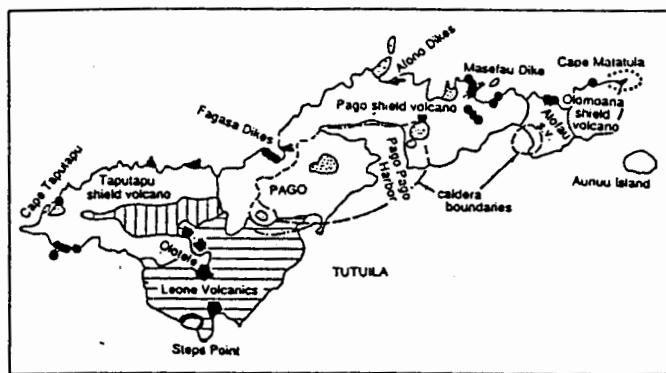 Alono Dikes
Masefau Dike
Cape Matatula
Pago shield volcano
Olomoana
shield
volcano
Alofau
Fagasa Dikes
Cape Taputapu
Taputapu
shield volcano
PAGO
Pago Pago
Harbor
caldera
boundaries
Aunuu Island
Olotele
TUTUILA
Leone Volcanics
Steps Point